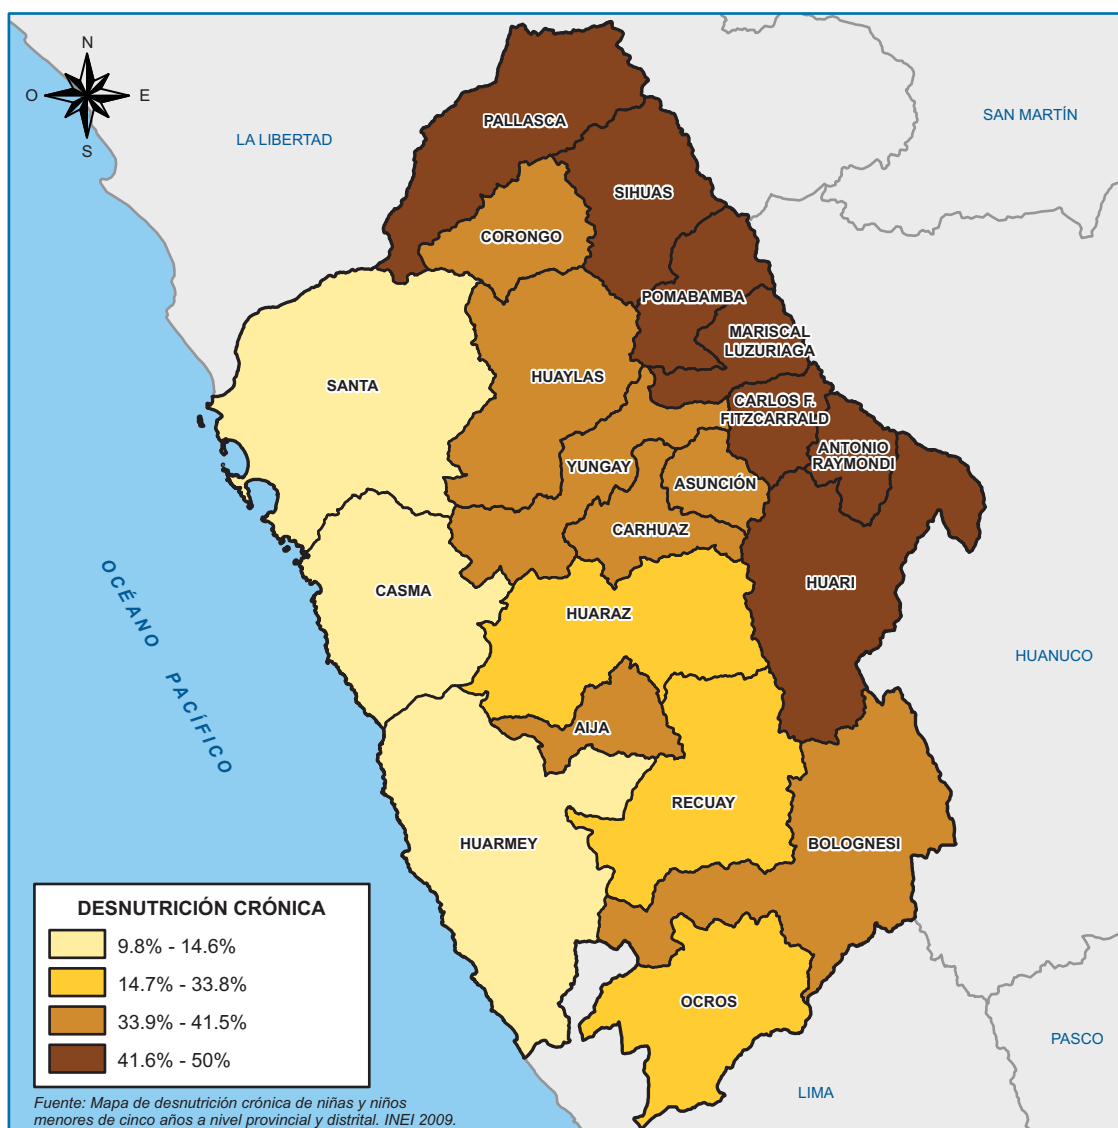 N
O
E
S
LA LIBERTAD
SAN MARTÍN
PALLASCA
SIHUAS
CORONGO
POMABAMBA
MARISCAL
LUZURIAGA
SANTA
HUAYLAS
CARLOS F.
FITZCARRALD
ANTONIO
RAYMONDI
YUNGAY
ASUNCIÓN
CARHUAZ
HUARI
CASMA
HUARAZ
HUANUCO
OCÉANO PACÍFICO
AIJA
RECUAY
HUARMEY
BOLOGNESI
OCROS
PASCO
LIMA
DESNUTRICIÓN CRÓNICA
9.8% - 14.6%
14.7% - 33.8%
33.9% - 41.5%
41.6% - 50%
Fuente: Mapa de desnutrición crónica de niñas y niños
menores de cinco años a nivel provincial y distrital. INEI 2009.